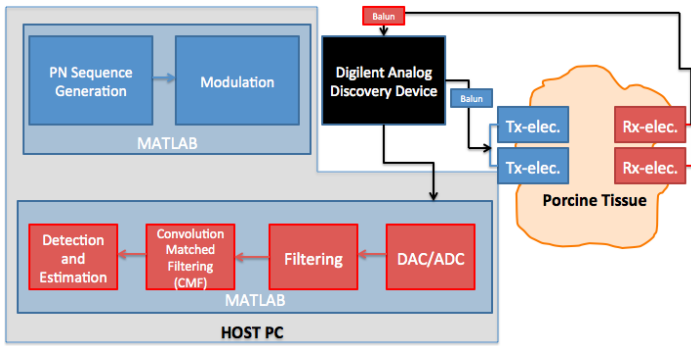 Balun
PN Sequence
Generation
Modulation
MATLAB
Digilent Analog
Discovery Device
Balun
Tx-elec.
Rx-elec.
Tx-elec.
Rx-elec.
Porcine Tissue
Detection
and
Estimation
Convolution
Matched
Filtering
(CMF)
Filtering
DAC/ADC
MATLAB
HOST PC